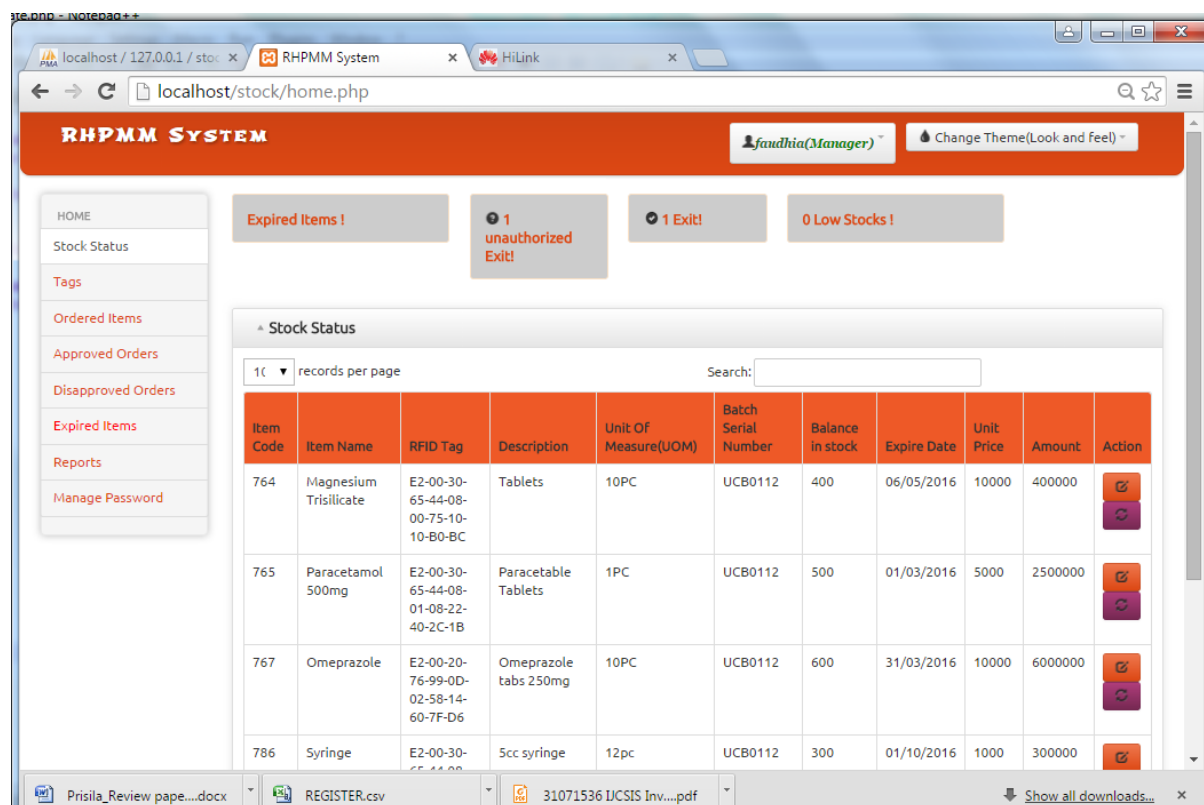 ate.php - Notepad++
localhost / 127.0.0.1 / stoc
RHPMM System
HiLink
localhost/stock/home.php
RHPMM System
faudhia(Manager)
Change Theme(Look and feel)
HOME
Stock Status
Tags
Ordered Items
Approved Orders
Disapproved Orders
Expired Items
Reports
Manage Password
Expired Items !
1
unauthorized
Exit!
1 Exit!
0 Low Stocks !
Stock Status
10 records per page
Search:
Item Code Item Name RFID Tag Description Unit Of Measure(UOM) Batch Serial Number Balance in stock Expire Date Unit Price Amount Action
764 Magnesium Trisilicate E2-00-30-65-44-08-00-75-10-10-B0-BC Tablets 10PC UCB0112 400 06/05/2016 10000 400000
765 Paracetamol 500mg E2-00-30-65-44-08-01-08-22-40-2C-1B Paracetable Tablets 1PC UCB0112 500 01/03/2016 5000 2500000
767 Omeprazole E2-00-20-76-99-0D-02-58-14-60-7F-D6 Omeprazole tabs 250mg 10PC UCB0112 600 31/03/2016 10000 6000000
786 Syringe E2-00-30- 5cc syringe 12pc UCB0112 300 01/10/2016 1000 300000
Prisila_Review pape....docx
REGISTER.csv
31071536 IJCSIS Inv....pdf
Show all downloads...